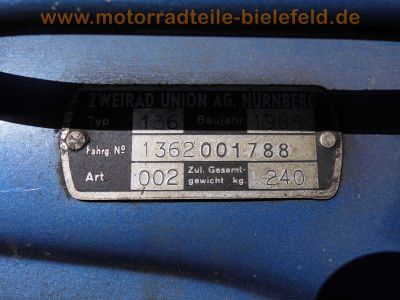 www.motorradteile-bielefeld.de
ZWEIRAD UNION AG. NÜRNBERG
Typ 136 Baujahr 1965
Fahrg. Nº 1362001788
Art 002 Zul. Gesamt-
gewicht kg. 240